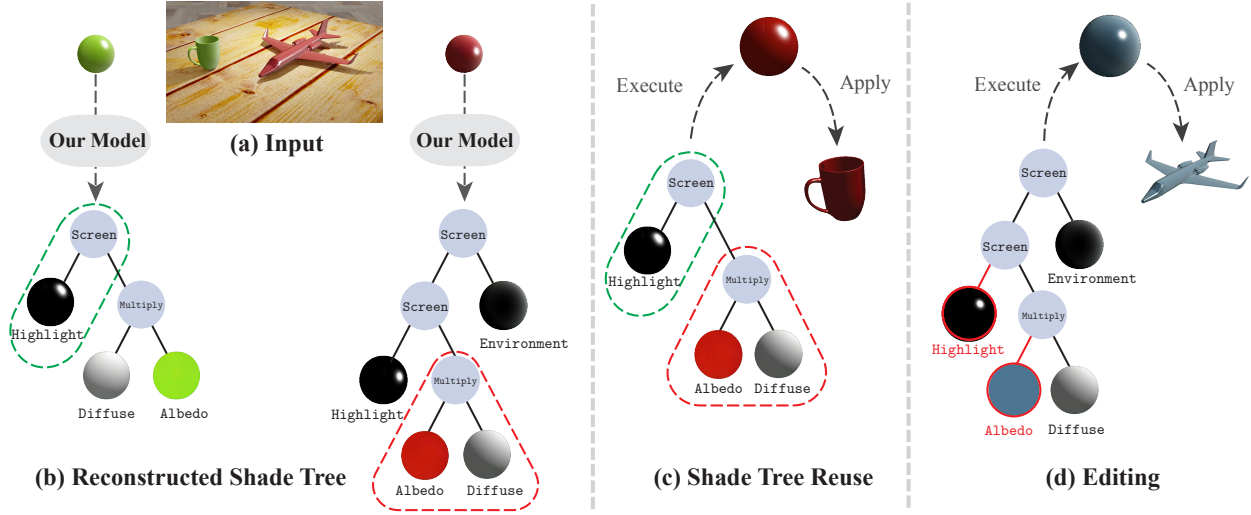 Our Model
(a) Input
Our Model
Screen
Highlight
Multiply
Diffuse
Albedo
Screen
Screen
Environment
Highlight
Multiply
Albedo
Diffuse
(b) Reconstructed Shade Tree
Execute
Apply
Screen
Highlight
Multiply
Albedo
Diffuse
(c) Shade Tree Reuse
Execute
Apply
Screen
Screen
Environment
Highlight
Multiply
Albedo
Diffuse
(d) Editing